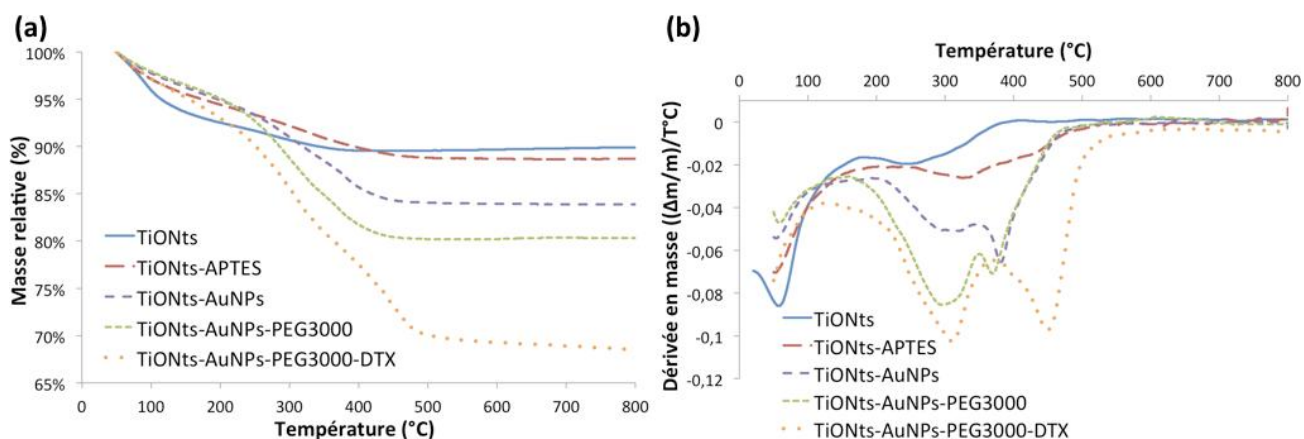 (a)
100%
95%
90%
85%
80%
75%
70%
65%
Masse relative (%)
TiONts
TiONts-APTES
TiONts-AuNPs
TiONts-AuNPs-PEG3000
TiONts-AuNPs-PEG3000-DTX
0 100 200 300 400 500 600 700 800
Température (°C)
(b)
Température (°C)
0 100 200 300 400 500 600 700 800
0
-0,02
-0,04
-0,06
-0,08
-0,1
-0,12
Dérivée en masse ((Δm/m)/T°C)
TiONts
TiONts-APTES
TiONts-AuNPs
TiONts-AuNPs-PEG3000
TiONts-AuNPs-PEG3000-DTX